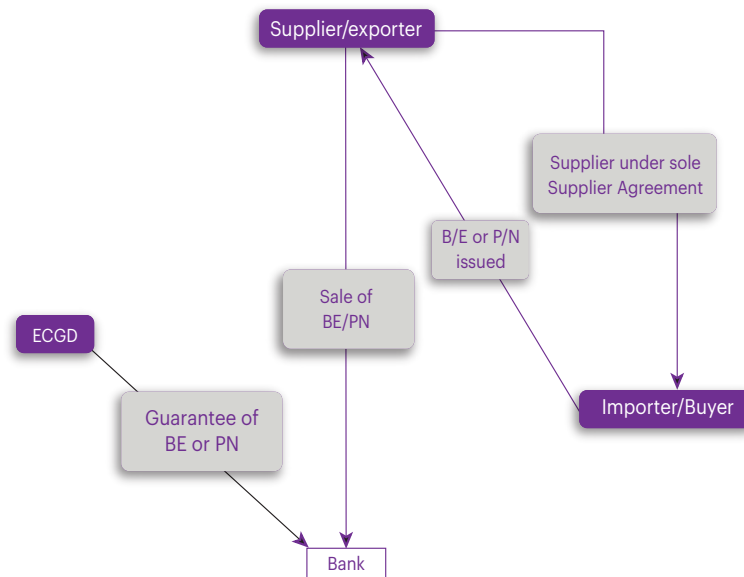 Supplier/exporter
Supplier under sole
Supplier Agreement
B/E or P/N
issued
Sale of
BE/PN
ECGD
Guarantee of
BE or PN
Importer/Buyer
Bank